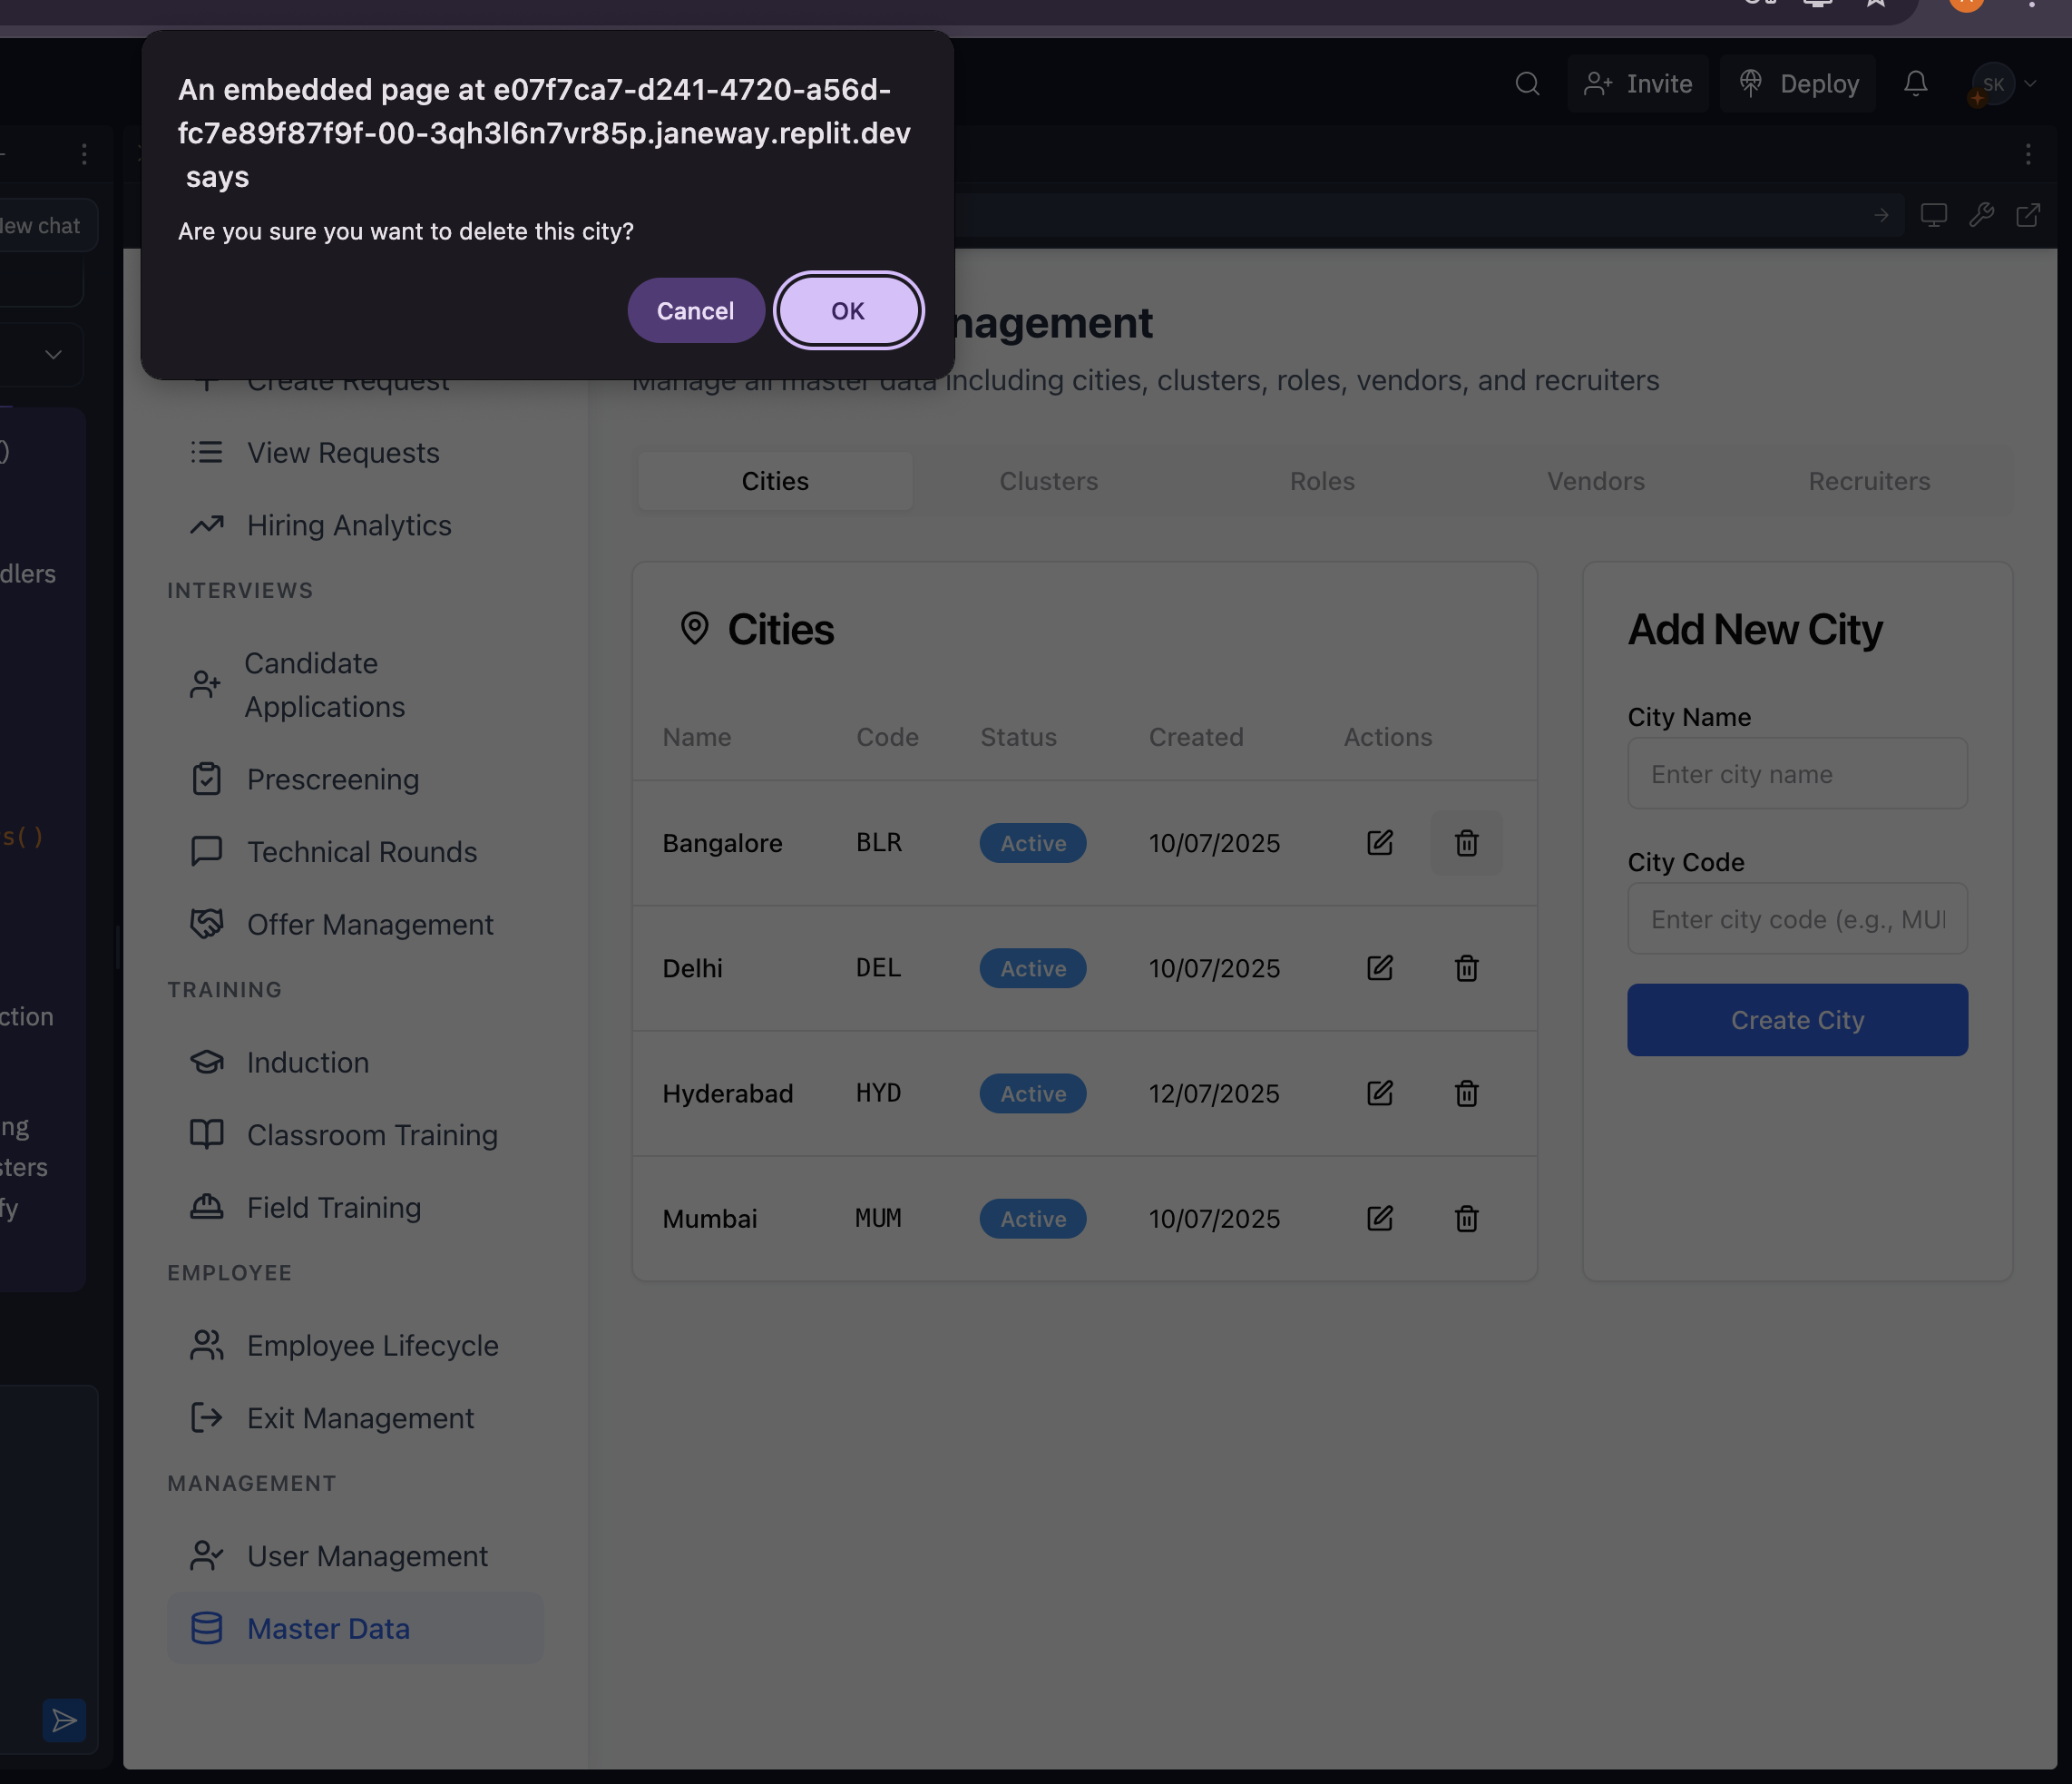 An embedded page at e07f7ca7-d241-4720-a56d-
fc7e89f87f9f-00-3qh3l6n7vr85p.janeway.replit.dev
says
Are you sure you want to delete this city?
Cancel
OK
Invite
Deploy
SK
ew chat
nagement
Manage all master data including cities, clusters, roles, vendors, and recruiters
Create Request
View Requests
Hiring Analytics
INTERVIEWS
Candidate
Applications
Prescreening
Technical Rounds
Offer Management
TRAINING
Induction
Classroom Training
Field Training
EMPLOYEE
Employee Lifecycle
Exit Management
MANAGEMENT
User Management
Master Data
Cities
Clusters
Roles
Vendors
Recruiters
Cities
Name Code Status Created Actions
Bangalore BLR Active 10/07/2025
Delhi DEL Active 10/07/2025
Hyderabad HYD Active 12/07/2025
Mumbai MUM Active 10/07/2025
Add New City
City Name
Enter city name
City Code
Enter city code (e.g., MU
Create City
)
dlers
s()
ction
ng
sters
fy